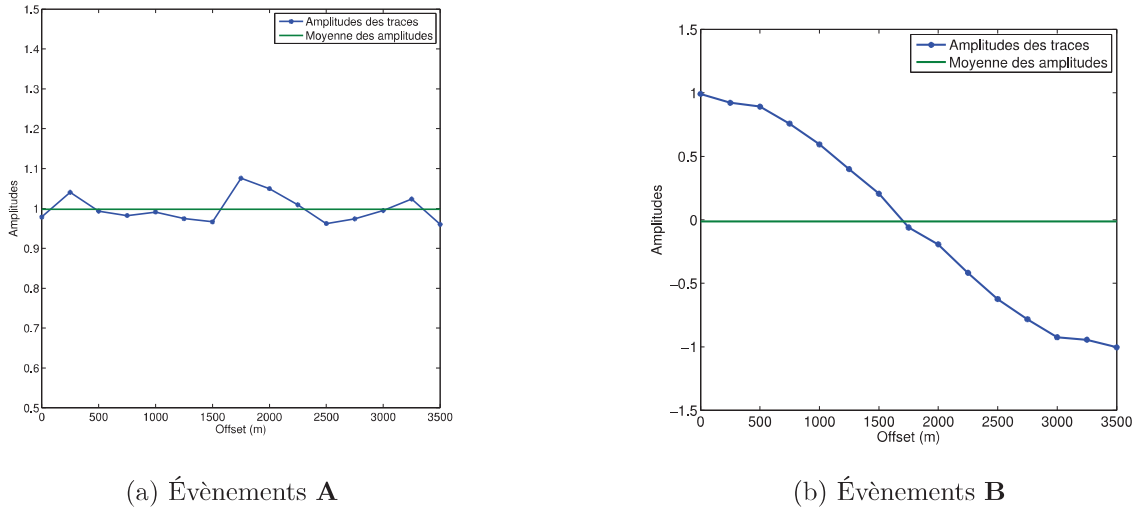 Amplitudes des traces
Moyenne des amplitudes
1.5
1.4
1.3
1.2
1.1
1
0.9
0.8
0.7
0.6
0.5
Amplitudes
0 500 1000 1500 2000 2500 3000 3500
Offset (m)
(a) Évènements A
Amplitudes des traces
Moyenne des amplitudes
1.5
1
0.5
0
−0.5
−1
−1.5
Amplitudes
0 500 1000 1500 2000 2500 3000 3500
Offset (m)
(b) Évènements B